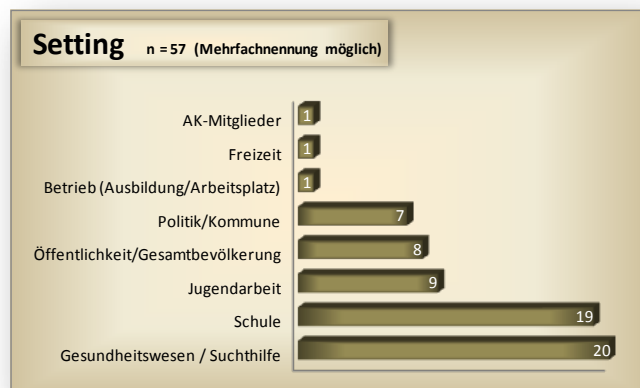 Setting n = 57 (Mehrfachnennung möglich)
AK-Mitglieder 1
Freizeit 1
Betrieb (Ausbildung/Arbeitsplatz) 1
Politik/Kommune 7
Öffentlichkeit/Gesamtbevölkerung 8
Jugendarbeit 9
Schule 19
Gesundheitswesen / Suchthilfe 20